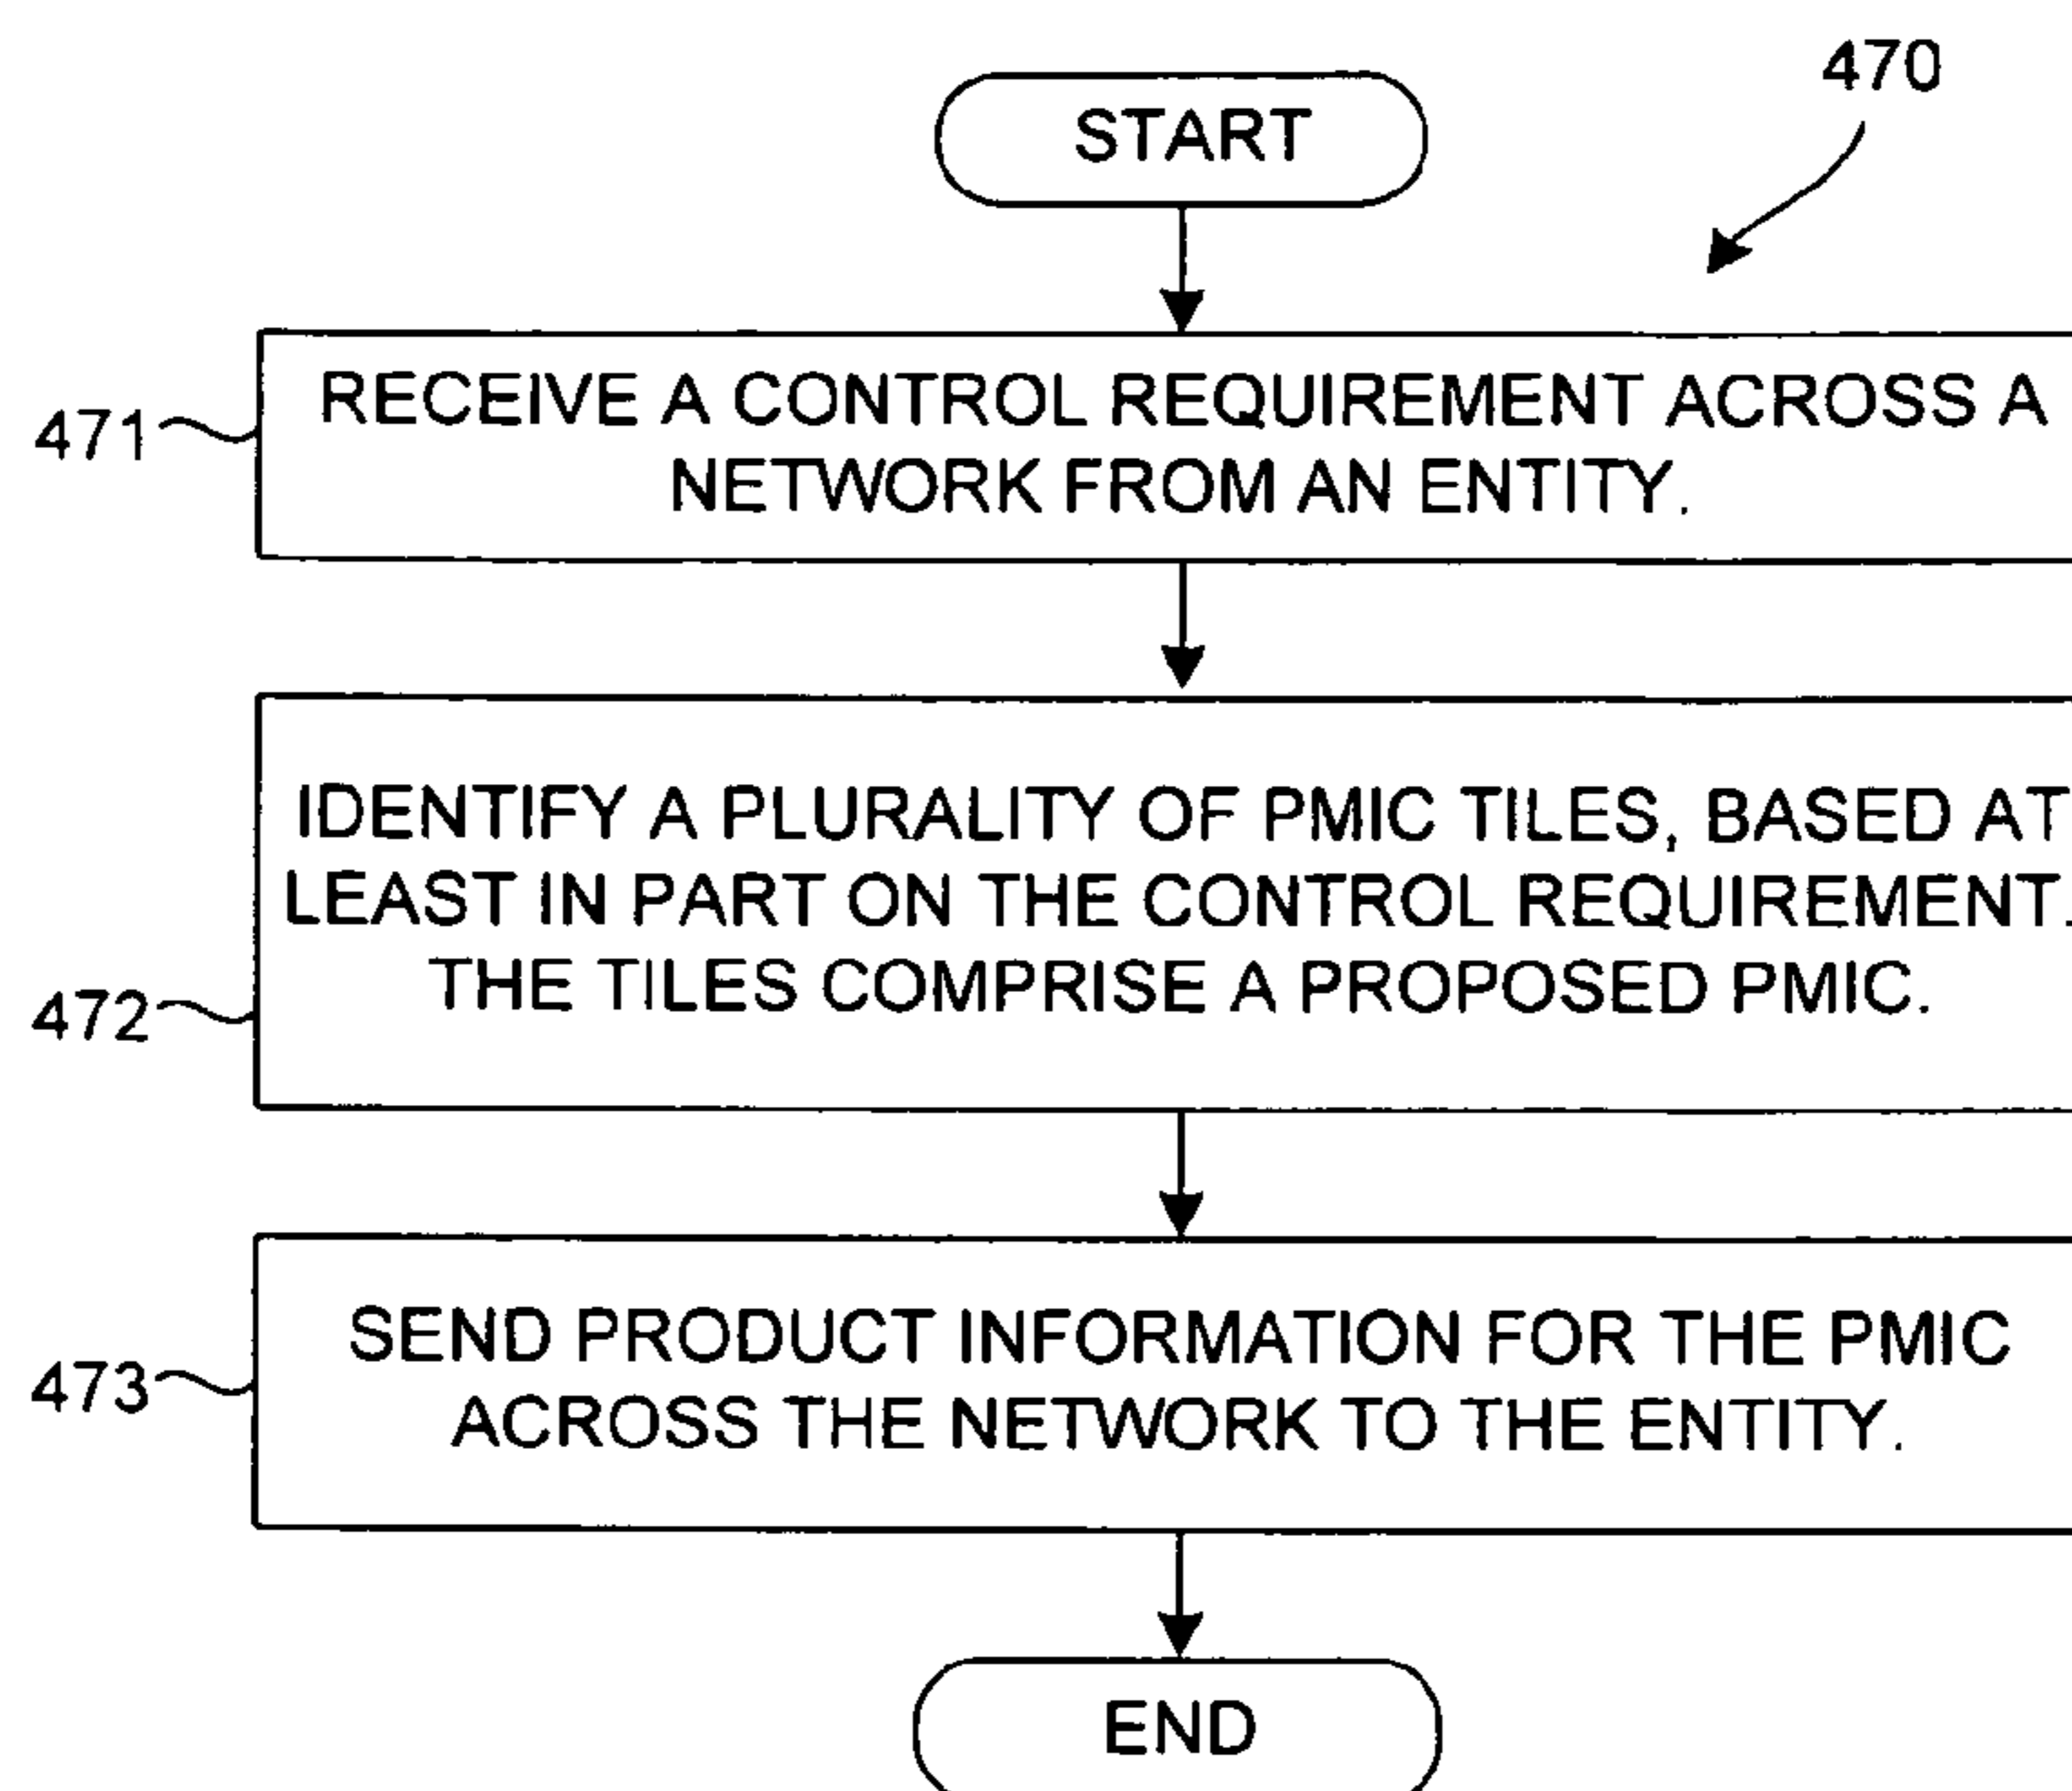 470
START
471
RECEIVE A CONTROL REQUIREMENT ACROSS A
NETWORK FROM AN ENTITY.
IDENTIFY A PLURALITY OF PMIC TILES, BASED AT
LEAST IN PART ON THE CONTROL REQUIREMENT.
THE TILES COMPRISE A PROPOSED PMIC.
472
SEND PRODUCT INFORMATION FOR THE PMIC
473
ACROSS THE NETWORK TO THE ENTITY.
END